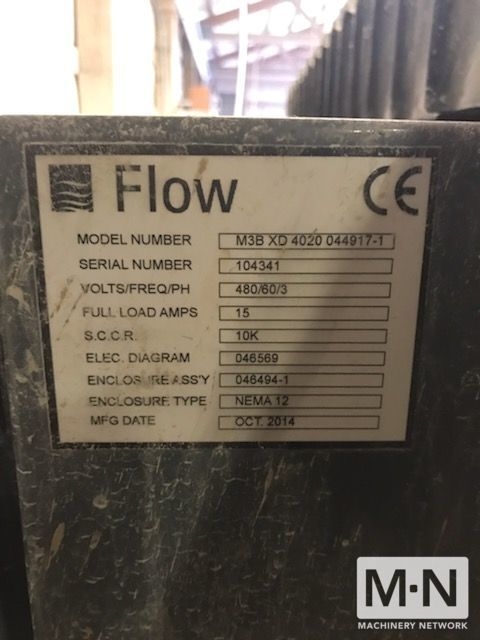 Flow CE
MODEL NUMBER M3B XD 4020 044917-1
SERIAL NUMBER 104341
VOLTS/FREQ/PH 480/60/3
FULL LOAD AMPS 15
S.C.C.R. 10K
ELEC. DIAGRAM 046569
ENCLOSURE ASS'Y 046494-1
ENCLOSURE TYPE NEMA 12
MFG DATE OCT. 2014
M·N
MACHINERY NETWORK